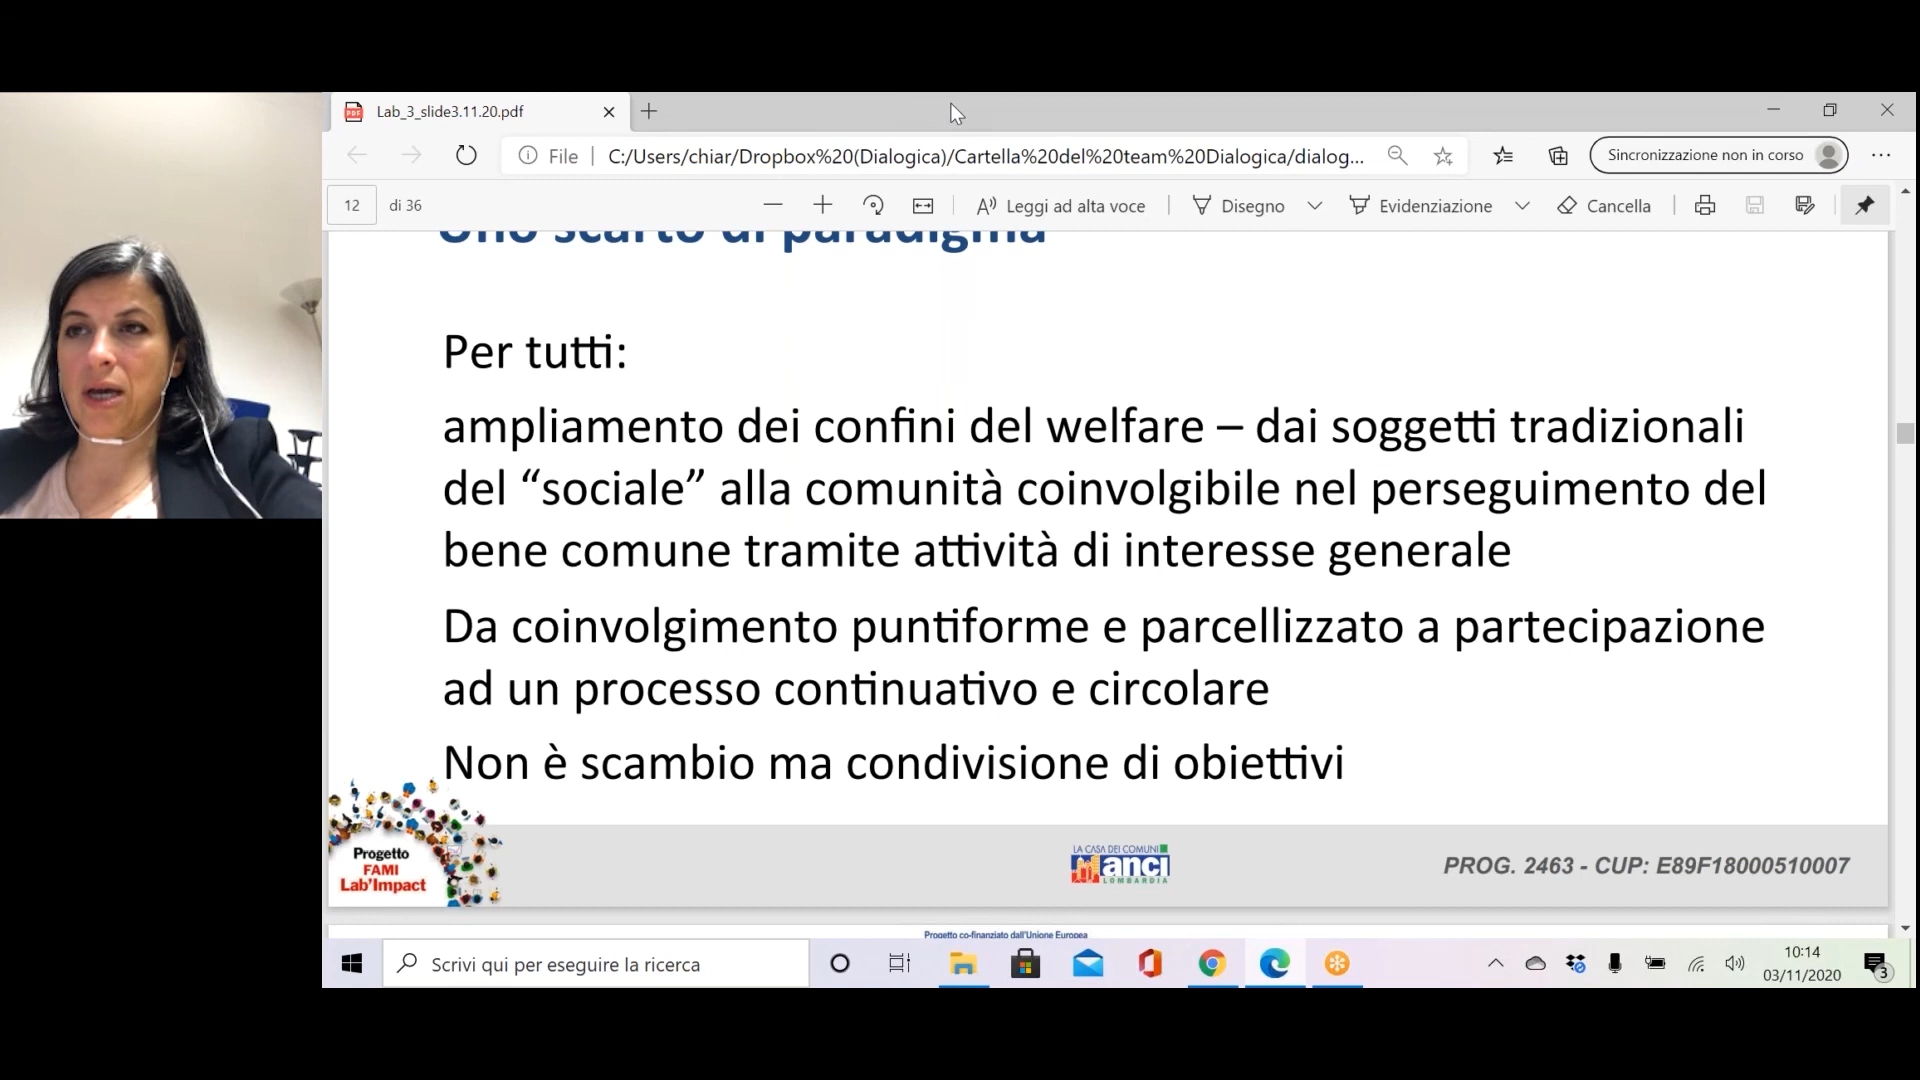 Lab_3_slide3.11.20.pdf
File
C:/Users/chiar/Dropbox%20(Dialogica)/Cartella%20del%20team%20Dialogica/dialog...
Sincronizzazione non in corso
12 di 36
Leggi ad alta voce
Disegno
Evidenziazione
Cancella
Uno scarto di paradigma
Per tutti:
ampliamento dei confini del welfare – dai soggetti tradizionali
del “sociale” alla comunità coinvolgibile nel perseguimento del
bene comune tramite attività di interesse generale
Da coinvolgimento puntiforme e parcellizzato a partecipazione
ad un processo continuativo e circolare
Non è scambio ma condivisione di obiettivi
Progetto
FAMI
Lab'Impact
LA CASA DEI COMUNI
anci
LOMBARDIA
PROG. 2463 - CUP: E89F18000510007
Progetto co-finanziato dall'Unione Europea
Scrivi qui per eseguire la ricerca
10:14
03/11/2020
3